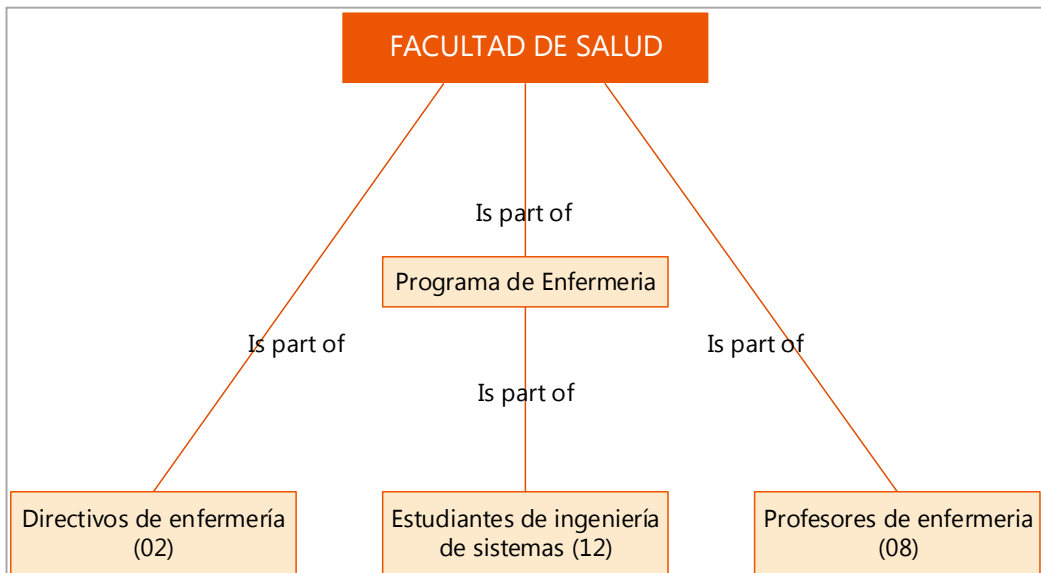 FACULTAD DE SALUD
Is part of
Programa de Enfermeria
Is part of
Is part of
Is part of
Directivos de enfermería
(02)
Estudiantes de ingeniería
de sistemas (12)
Profesores de enfermeria
(08)